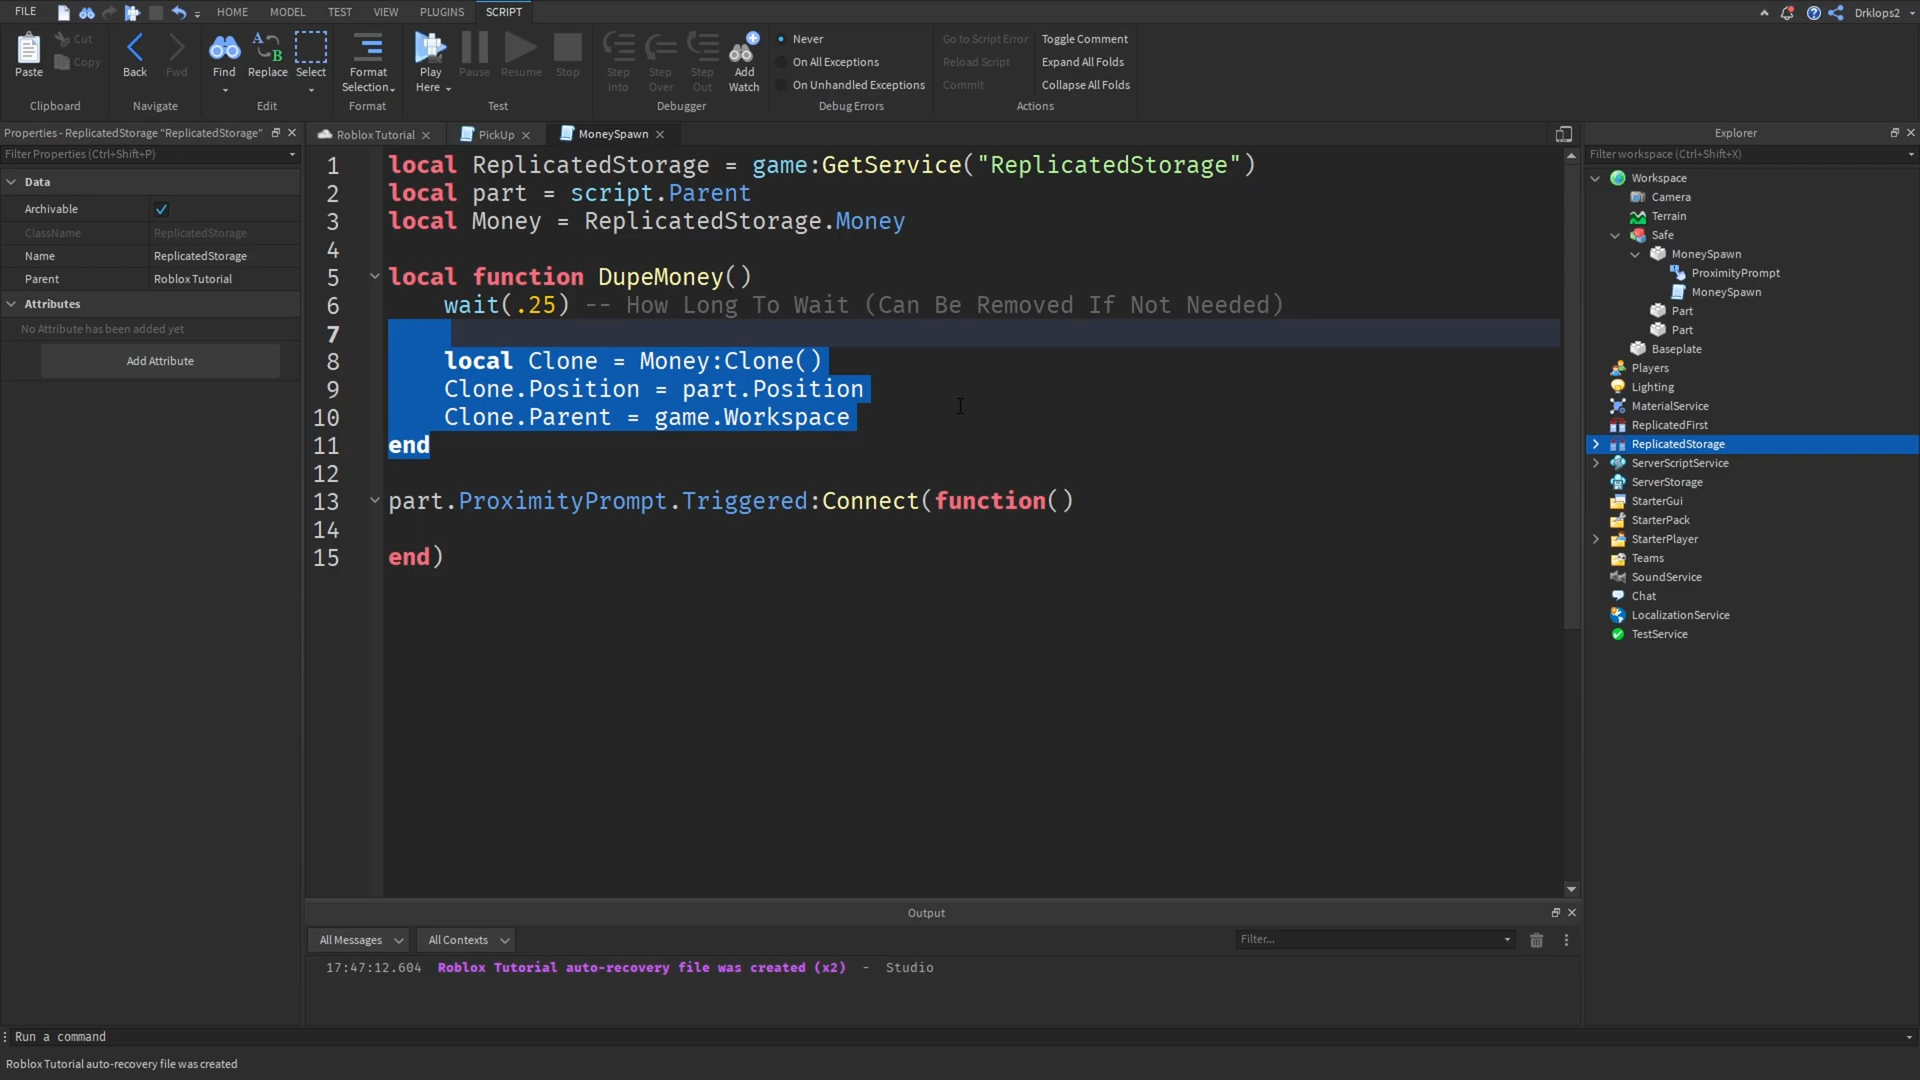 FILE HOME MODEL TEST VIEW PLUGINS SCRIPT Drklops2
Paste Cut Copy Back Fwd Find Replace Select Format Selection Play Here Pause Resume Stop Step Into Step Over Step Out Add Watch
Never Go to Script Error Toggle Comment
On All Exceptions Reload Script Expand All Folds
On Unhandled Exceptions Commit Collapse All Folds
Clipboard Navigate Edit Format Test Debugger Debug Errors Actions
Properties - ReplicatedStorage "ReplicatedStorage"
Filter Properties (Ctrl+Shift+P)
Data
Archivable
ClassName ReplicatedStorage
Name ReplicatedStorage
Parent Roblox Tutorial
Attributes
No Attribute has been added yet
Add Attribute
Roblox Tutorial PickUp MoneySpawn
1 local ReplicatedStorage = game:GetService("ReplicatedStorage")
2 local part = script.Parent
3 local Money = ReplicatedStorage.Money
4
5 local function DupeMoney()
6 wait(.25) -- How Long To Wait (Can Be Removed If Not Needed)
7
8 local Clone = Money:Clone()
9 Clone.Position = part.Position
10 Clone.Parent = game.Workspace
11 end
12
13 part.ProximityPrompt.Triggered:Connect(function()
14
15 end)
Explorer
Filter workspace (Ctrl+Shift+X)
Workspace
Camera
Terrain
Safe
MoneySpawn
ProximityPrompt
MoneySpawn
Part
Part
Baseplate
Players
Lighting
MaterialService
ReplicatedFirst
ReplicatedStorage
ServerScriptService
ServerStorage
StarterGui
StarterPack
StarterPlayer
Teams
SoundService
Chat
LocalizationService
TestService
Output
All Messages All Contexts Filter...
17:47:12.604 Roblox Tutorial auto-recovery file was created (x2) - Studio
Run a command
Roblox Tutorial auto-recovery file was created